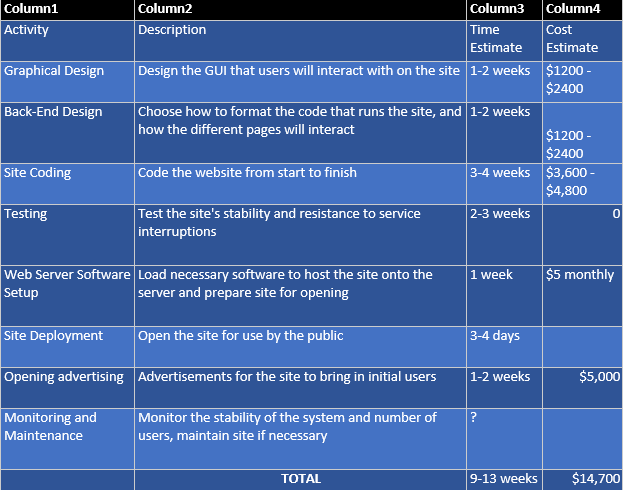 Column1 Column2 Column3 Column4
Activity Description Time Estimate Cost Estimate
Graphical Design Design the GUI that users will interact with on the site 1-2 weeks $1200 - $2400
Back-End Design Choose how to format the code that runs the site, and how the different pages will interact 1-2 weeks $1200 - $2400
Site Coding Code the website from start to finish 3-4 weeks $3,600 - $4,800
Testing Test the site's stability and resistance to service interruptions 2-3 weeks 0
Web Server Software Setup Load necessary software to host the site onto the server and prepare site for opening 1 week $5 monthly
Site Deployment Open the site for use by the public 3-4 days
Opening advertising Advertisements for the site to bring in initial users 1-2 weeks $5,000
Monitoring and Maintenance Monitor the stability of the system and number of users, maintain site if necessary ?
TOTAL 9-13 weeks $14,700